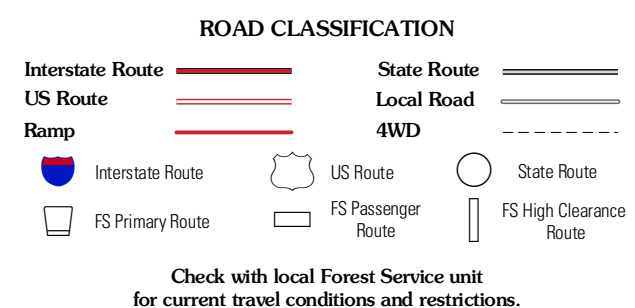 ROAD CLASSIFICATION
Interstate Route
State Route
US Route
Local Road
Ramp
4WD
Interstate Route
US Route
State Route
FS Primary Route
FS Passenger
Route
FS High Clearance
Route
Check with local Forest Service unit
for current travel conditions and restrictions.